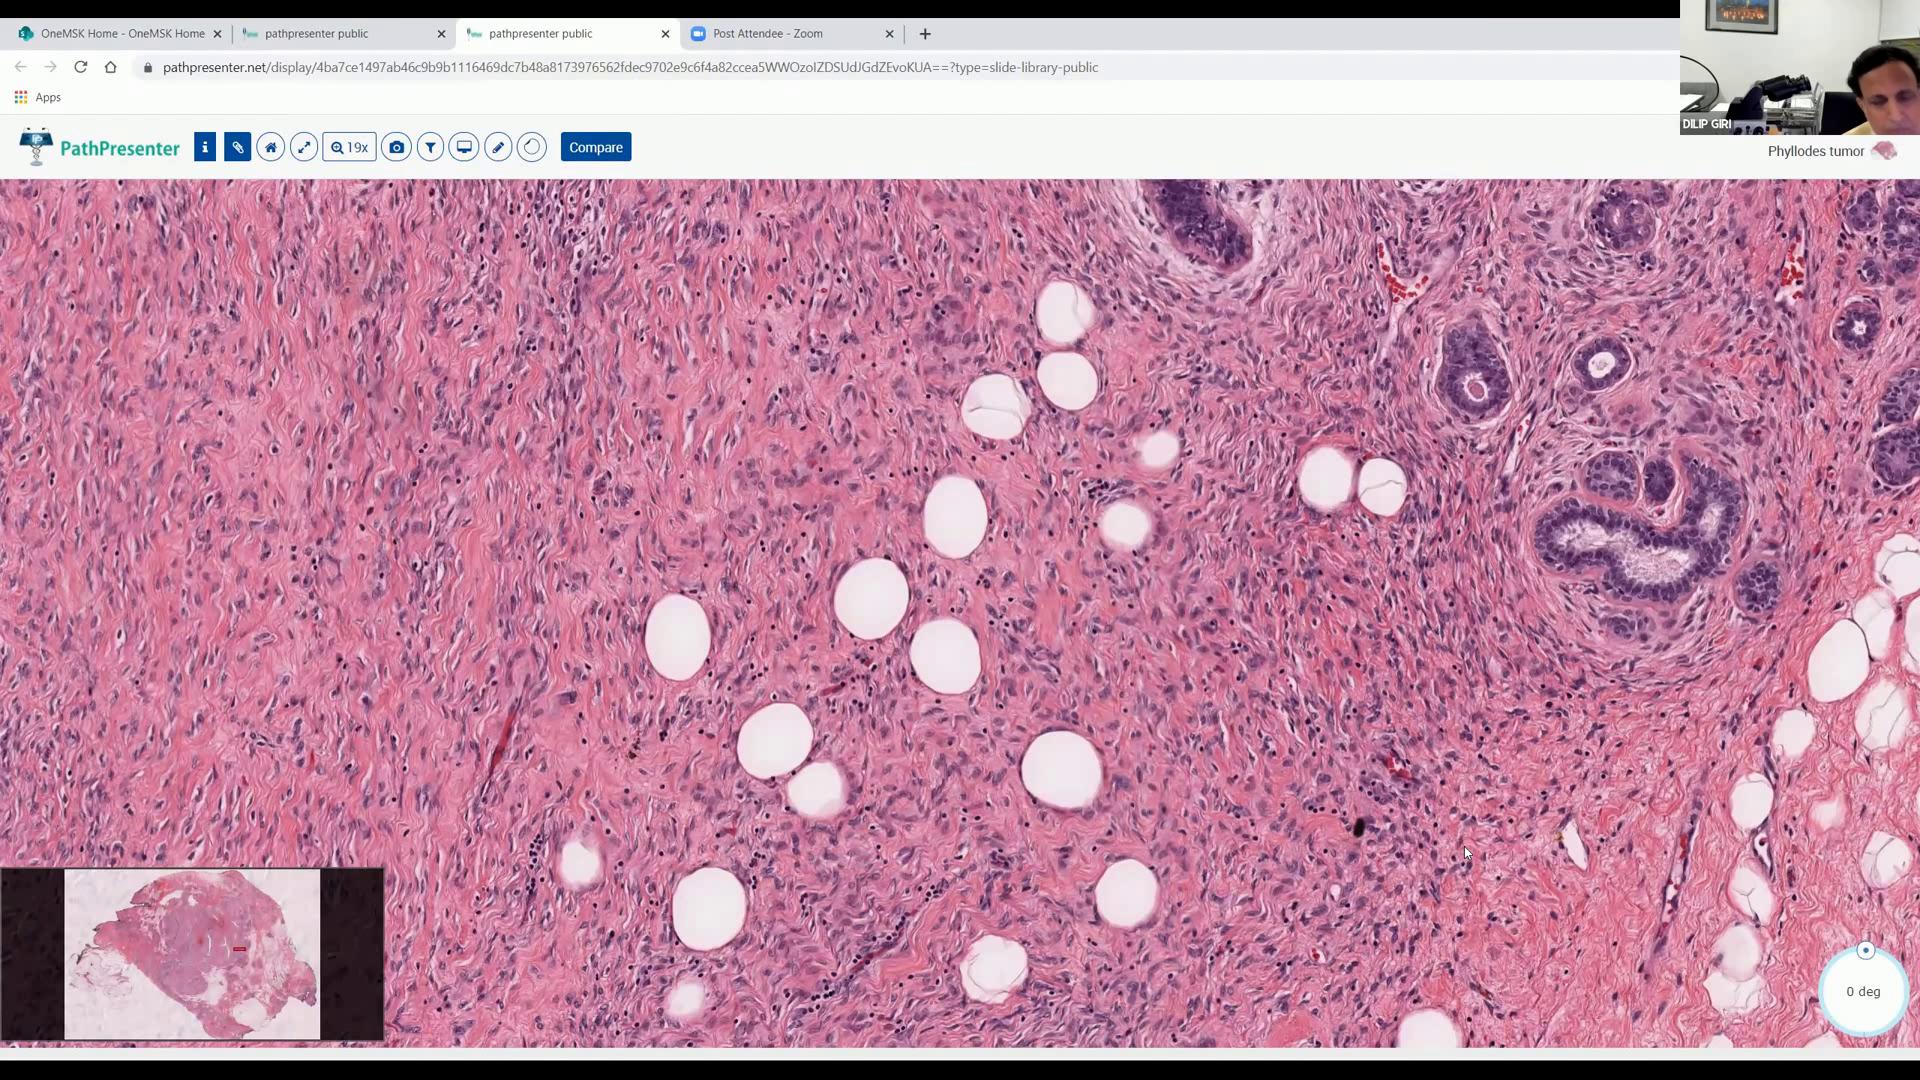 OneMSK Home - OneMSK Home
pathpresenter public
pathpresenter public
Post Attendee - Zoom
pathpresenter.net/display/4ba7ce1497ab46c9b9b1116469dc7b48a8173976562fdec9702e9c6f4a82ccea5WWOzolZDSUdJGdZEvoKUA==?type=slide-library-public
Apps
DILIP GIRI
PathPresenter
19x
Compare
Phyllodes tumor
0 deg